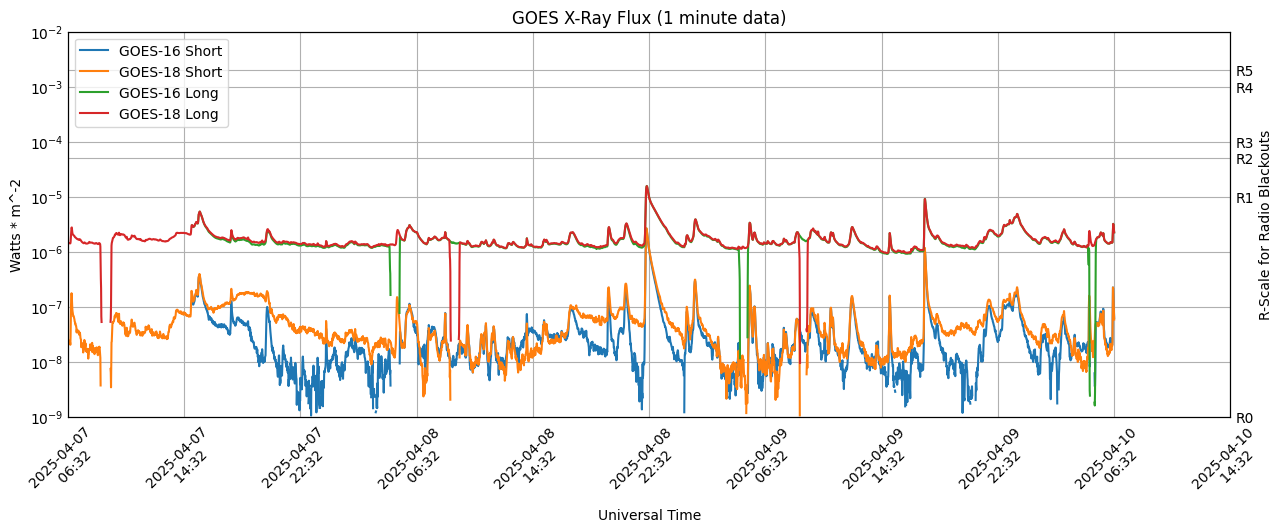 GOES X-Ray Flux (1 minute data)
GOES-16 Short
GOES-18 Short
GOES-16 Long
GOES-18 Long
10⁻²
10⁻³
10⁻⁴
10⁻⁵
10⁻⁶
10⁻⁷
10⁻⁸
10⁻⁹
Watts * m^-2
R5
R4
R3
R2
R1
R0
R-Scale for Radio Blackouts
2025-04-07
06:32
2025-04-07
14:32
2025-04-07
22:32
2025-04-08
06:32
2025-04-08
14:32
2025-04-08
22:32
2025-04-09
06:32
2025-04-09
14:32
2025-04-09
22:32
2025-04-10
06:32
2025-04-10
14:32
Universal Time